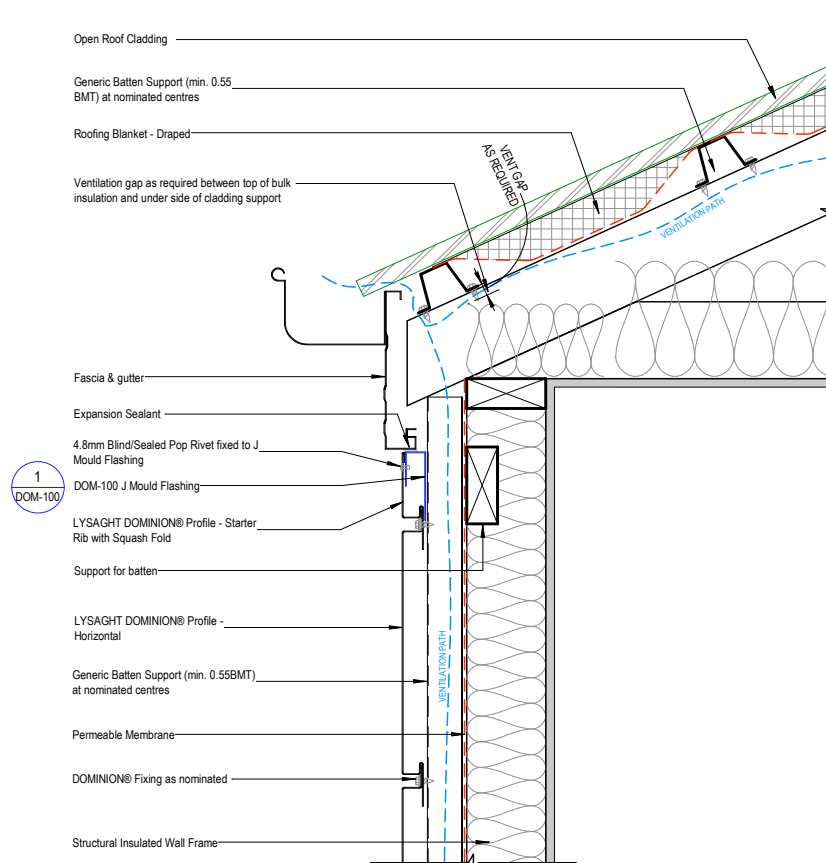 Open Roof Cladding
Generic Batten Support (min. 0.55
BMT) at nominated centres
Roofing Blanket - Draped
VENT GAP
AS REQUIRED
Ventilation gap as required between top of bulk
insulation and under side of cladding support
VENTILATION PATH
Fascia & gutter
Expansion Sealant
4.8mm Blind/Sealed Pop Rivet fixed to J
Mould Flashing
1
DOM-100
DOM-100 J Mould Flashing
LYSAGHT DOMINION® Profile - Starter
Rib with Squash Fold
Support for batten
LYSAGHT DOMINION® Profile -
Horizontal
VENTILATION PATH
Generic Batten Support (min. 0.55BMT)
at nominated centres
Permeable Membrane
DOMINION® Fixing as nominated
Structural Insulated Wall Frame